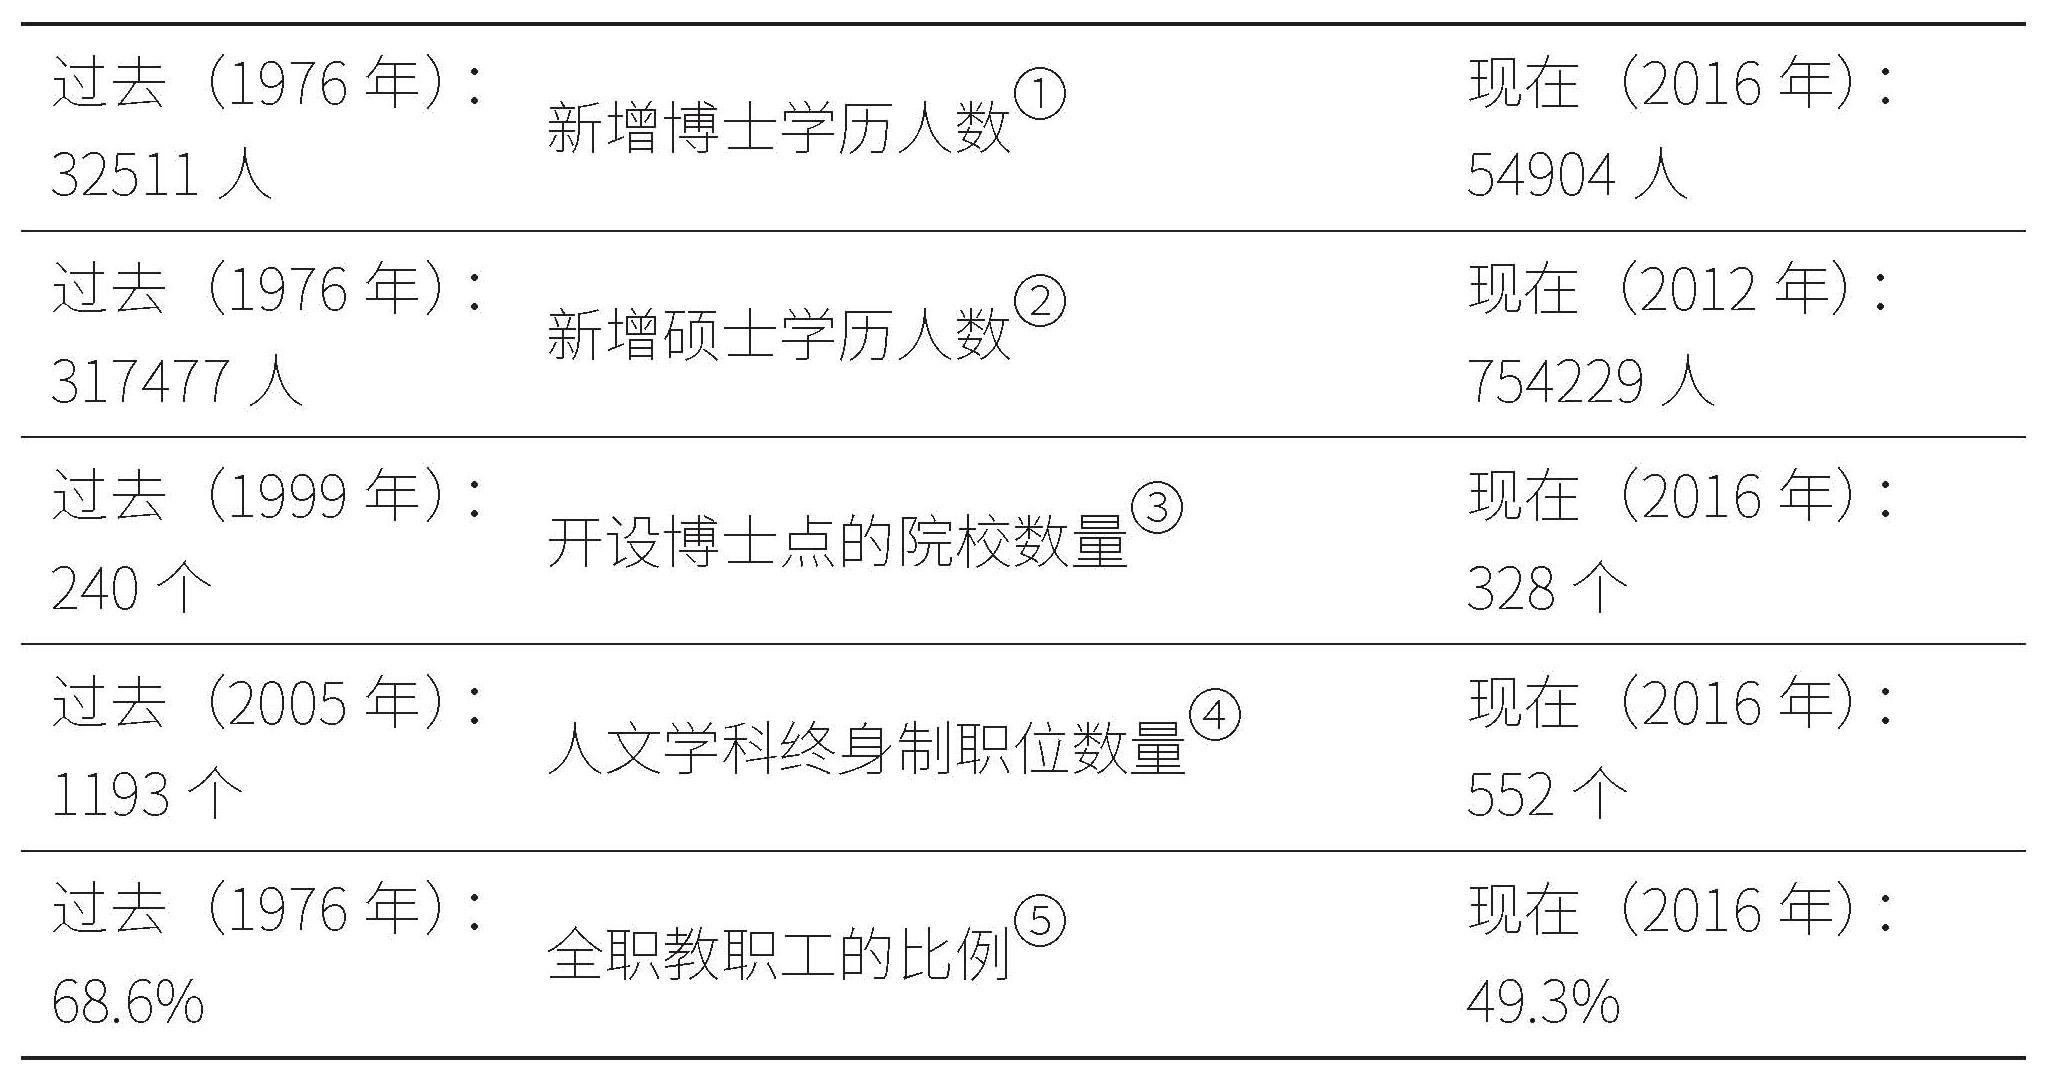 过去（1976 年）：
32511 人
新增博士学历人数①
现在（2016 年）：
54904 人
过去（1976 年）：
317477 人
新增硕士学历人数②
现在（2012 年）：
754229 人
过去（1999 年）：
240 个
开设博士点的院校数量③
现在（2016 年）：
328 个
过去（2005 年）：
1193 个
人文学科终身制职位数量④
现在（2016 年）：
552 个
过去（1976 年）：
68.6%
全职教职工的比例⑤
现在（2016 年）：
49.3%